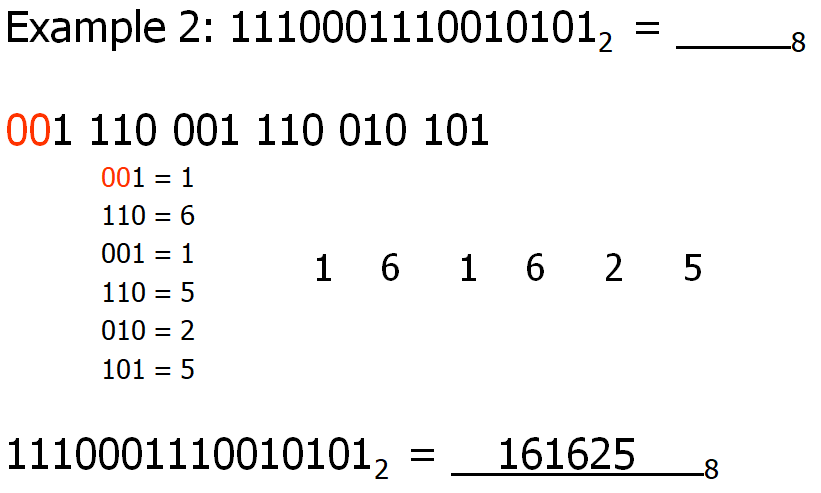 Example 2: 1110001110010101₂ = ______₈
001 110 001 110 010 101
001 = 1
110 = 6
001 = 1
110 = 5
010 = 2
101 = 5
1 6 1 6 2 5
1110001110010101₂ = 161625₈